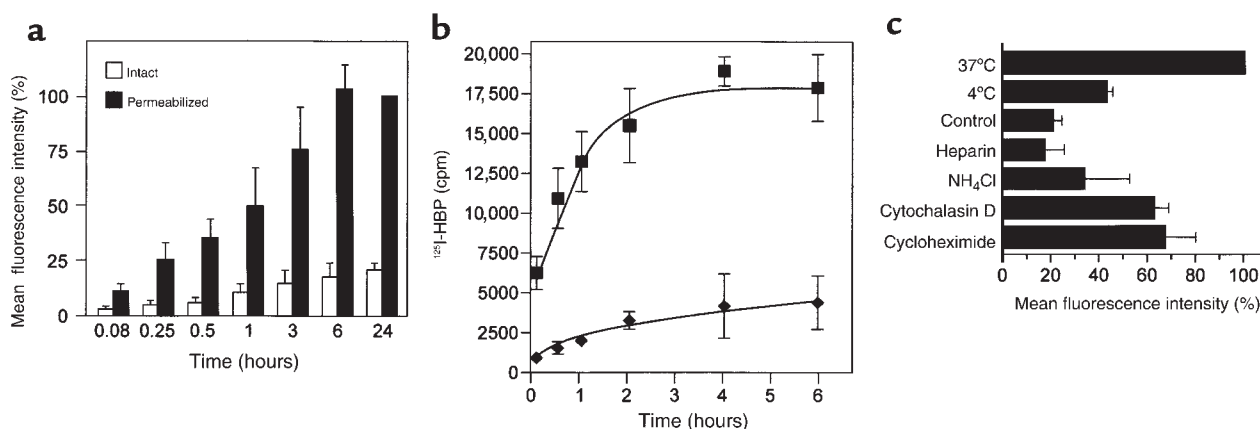 a
Mean fluorescence intensity (%)
100
75
50
25
0
Intact
Permeabilized
0.08 0.25 0.5 1 3 6 24
Time (hours)
b
¹²⁵I-HBP (cpm)
20,000
17,500
15,000
12,500
10,000
7500
5000
2500
0
0 1 2 3 4 5 6
Time (hours)
c
37ºC
4ºC
Control
Heparin
NH₄Cl
Cytochalasin D
Cycloheximide
0 20 40 60 80 100
Mean fluorescence intensity (%)